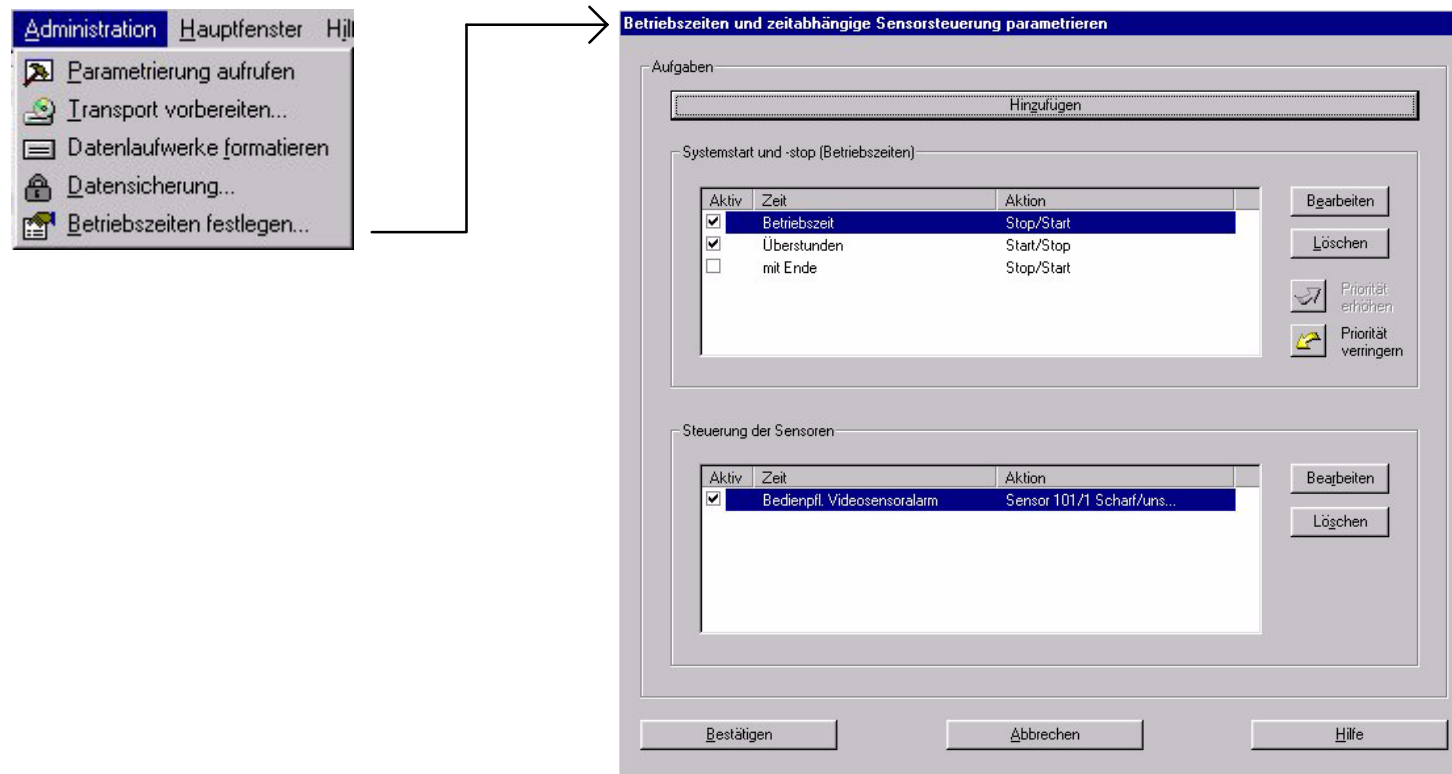 Administration Hauptfenster
Parametrierung aufrufen
Transport vorbereiten...
Datenlaufwerke formatieren
Datensicherung...
Betriebszeiten festlegen...
Betriebszeiten und zeitabhängige Sensorsteuerung parametrieren
Aufgaben
Hinzufügen
Systemstart und -stop (Betriebszeiten)
Aktiv Zeit Aktion
Betriebszeit Stop/Start
Überstunden Start/Stop
mit Ende Stop/Start
Bearbeiten
Löschen
Priorität
erhöhen
Priorität
verringern
Steuerung der Sensoren
Aktiv Zeit Aktion
Bedienpfl. Videosensoralarm Sensor 101/1 Scharf/uns...
Bearbeiten
Löschen
Bestätigen Abbrechen Hilfe